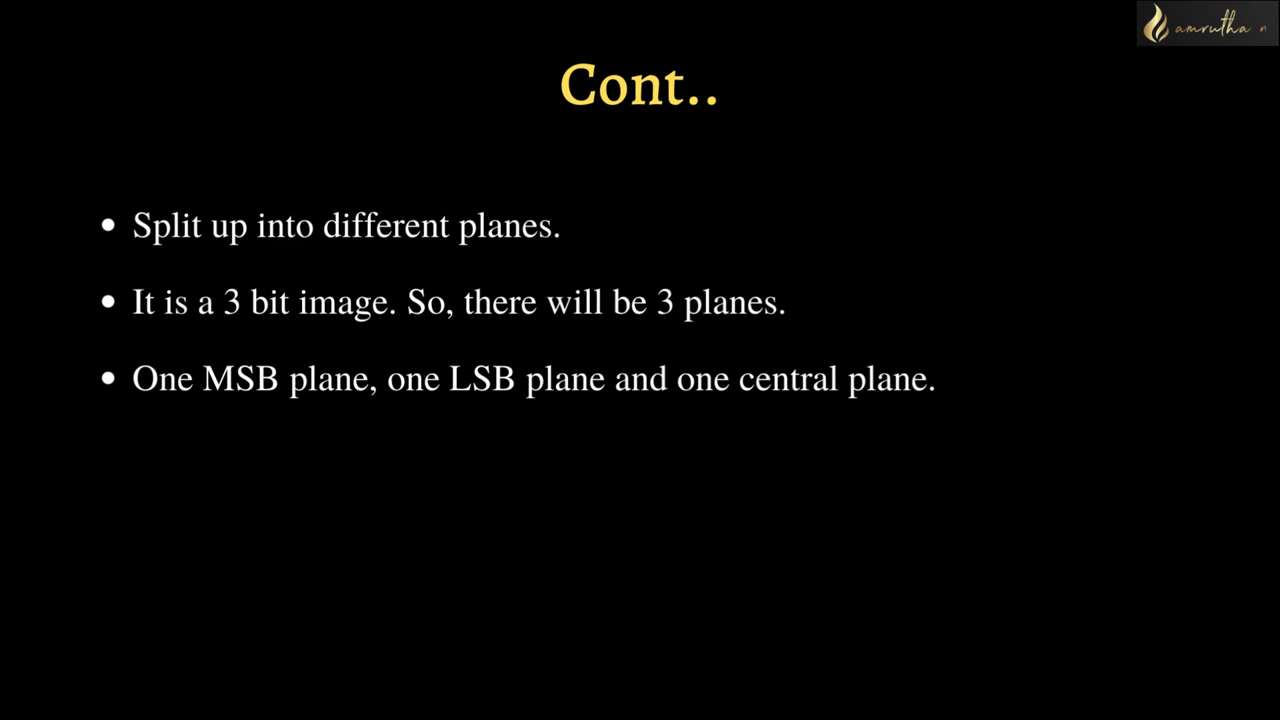 amrutha n
Cont..
• Split up into different planes.
• It is a 3 bit image. So, there will be 3 planes.
• One MSB plane, one LSB plane and one central plane.